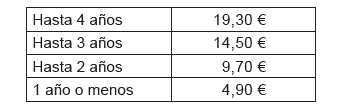 Hasta 4 años 19,30 €
Hasta 3 años 14,50 €
Hasta 2 años 9,70 €
1 año o menos 4,90 €